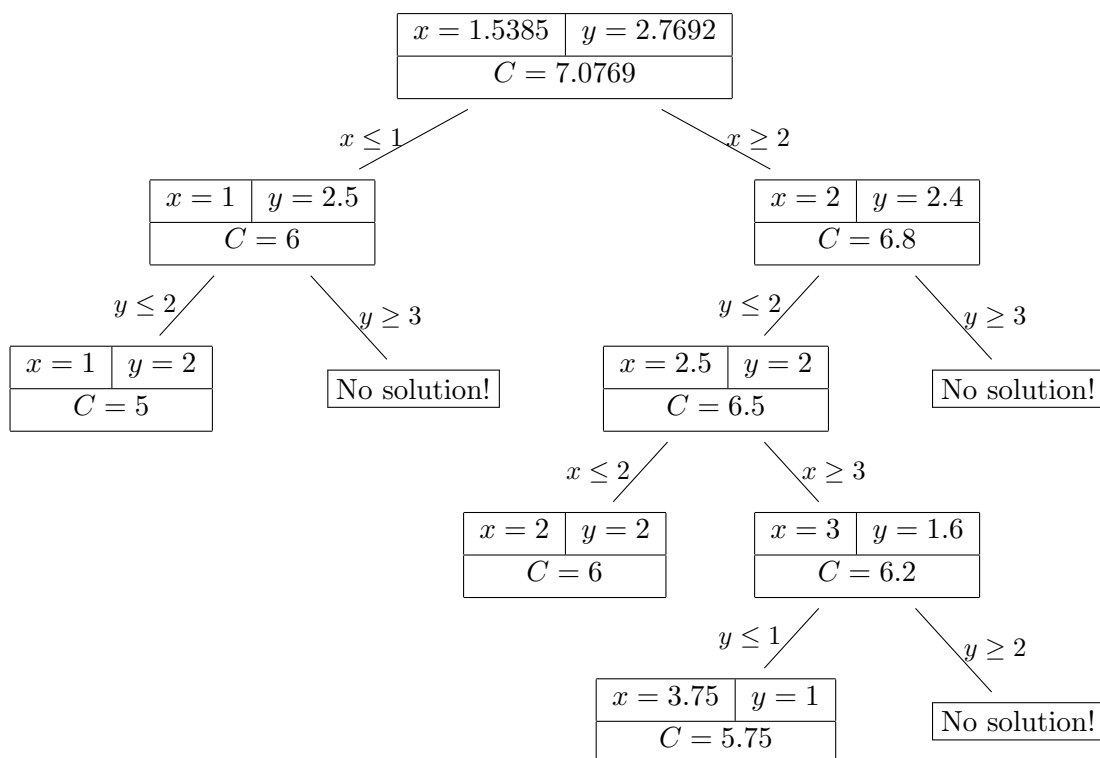 x = 1.5385 y = 2.7692
C = 7.0769
x ≤ 1 x ≥ 2
x = 1 y = 2.5
C = 6
x = 2 y = 2.4
C = 6.8
y ≤ 2 y ≥ 3
y ≤ 2 y ≥ 3
x = 1 y = 2
C = 5
No solution!
x = 2.5 y = 2
C = 6.5
No solution!
x ≤ 2 x ≥ 3
x = 2 y = 2
C = 6
x = 3 y = 1.6
C = 6.2
y ≤ 1 y ≥ 2
x = 3.75 y = 1
C = 5.75
No solution!